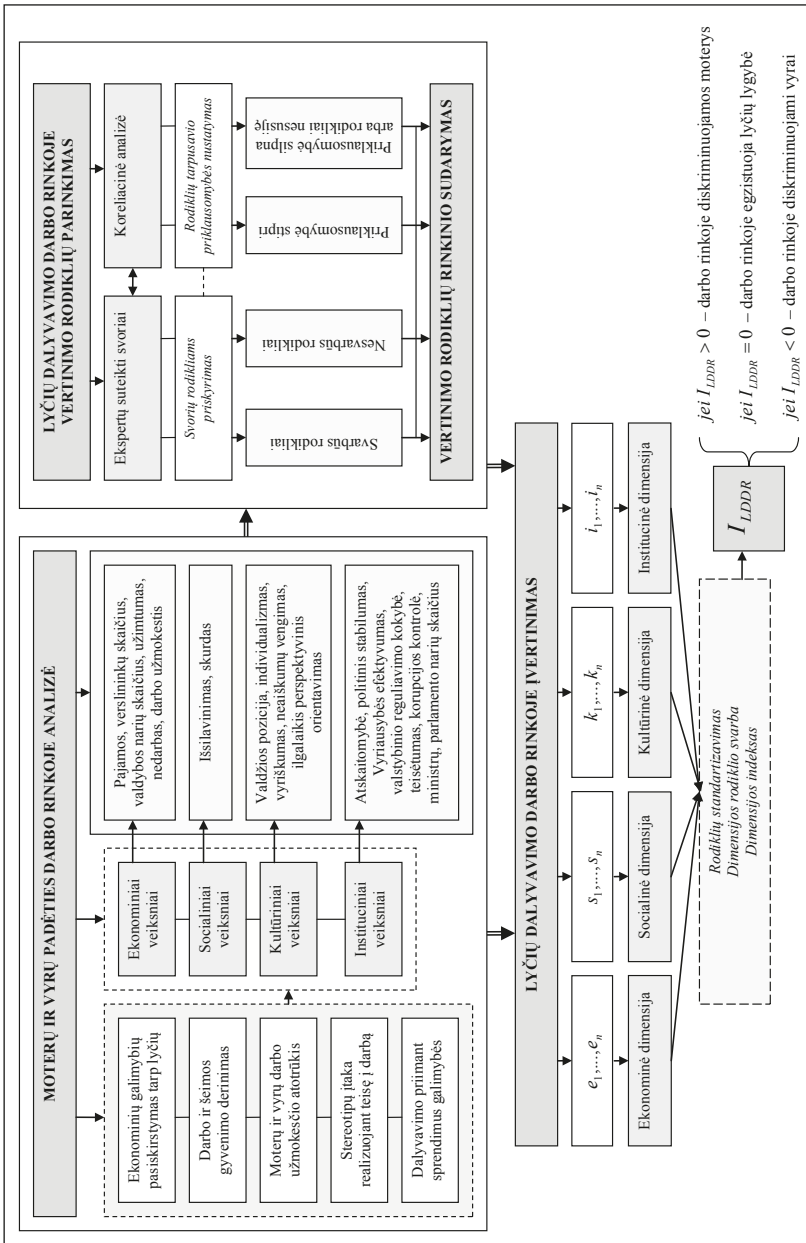 MOTERŲ IR VYRŲ PADĖTIES DARBO RINKOJE ANALIZĖ
Ekonominių galimybių
pasiskirstymas tarp lyčių
Darbo ir šeimos
gyvenimo derinimas
Moterų ir vyrų darbo
užmokesčio atotrūkis
Stereotipų įtaka
realizuojant teisę į darbą
Dalyvavimo priimant
sprendimus galimybės
Ekonominiai
veiksniai
Socialiniai
veiksniai
Kultūriniai
veiksniai
Instituciniai
veiksniai
Pajamos, verslininkų skaičius,
valdybos narių skaičius, užimtumas,
nedarbas, darbo užmokestis
Išsilavinimas, skurdas
Valdžios pozicija, individualizmas,
vyriškumas, neaiškumų vengimas,
ilgalaikis perspektyvinis
orientavimas
Atskaitomybė, politinis stabilumas,
Vyriausybės efektyvumas,
valstybinio reguliavimo kokybė,
teisėtumas, korupcijos kontrolė,
ministrų, parlamento narių skaičius
LYČIŲ DALYVAVIMO DARBO RINKOJE
VERTINIMO RODIKLIŲ PARINKIMAS
Ekspertų suteikti svoriai
Koreliacinė analizė
Svorių rodikliams
priskyrimas
Rodiklių tarpusavio
priklausomybės nustatymas
Svarbūs rodikliai
Nesvarbūs rodikliai
Priklausomybė stipri
Priklausomybė silpna
arba rodikliai nesusiję
VERTINIMO RODIKLIŲ RINKINIO SUDARYMAS
LYČIŲ DALYVAVIMO DARBO RINKOJE ĮVERTINIMAS
e₁,...,eₙ
s₁,...,sₙ
k₁,...,kₙ
i₁,...,iₙ
Ekonominė dimensija
Socialinė dimensija
Kultūrinė dimensija
Institucinė dimensija
Rodiklių standartizavimas
Dimensijos rodiklio svarba
Dimensijos indeksas
I LDDR
jei I LDDR > 0 – darbo rinkoje diskriminuojamos moterys
jei I LDDR = 0 – darbo rinkoje egzistuoja lyčių lygybė
jei I LDDR < 0 – darbo rinkoje diskriminuojami vyrai